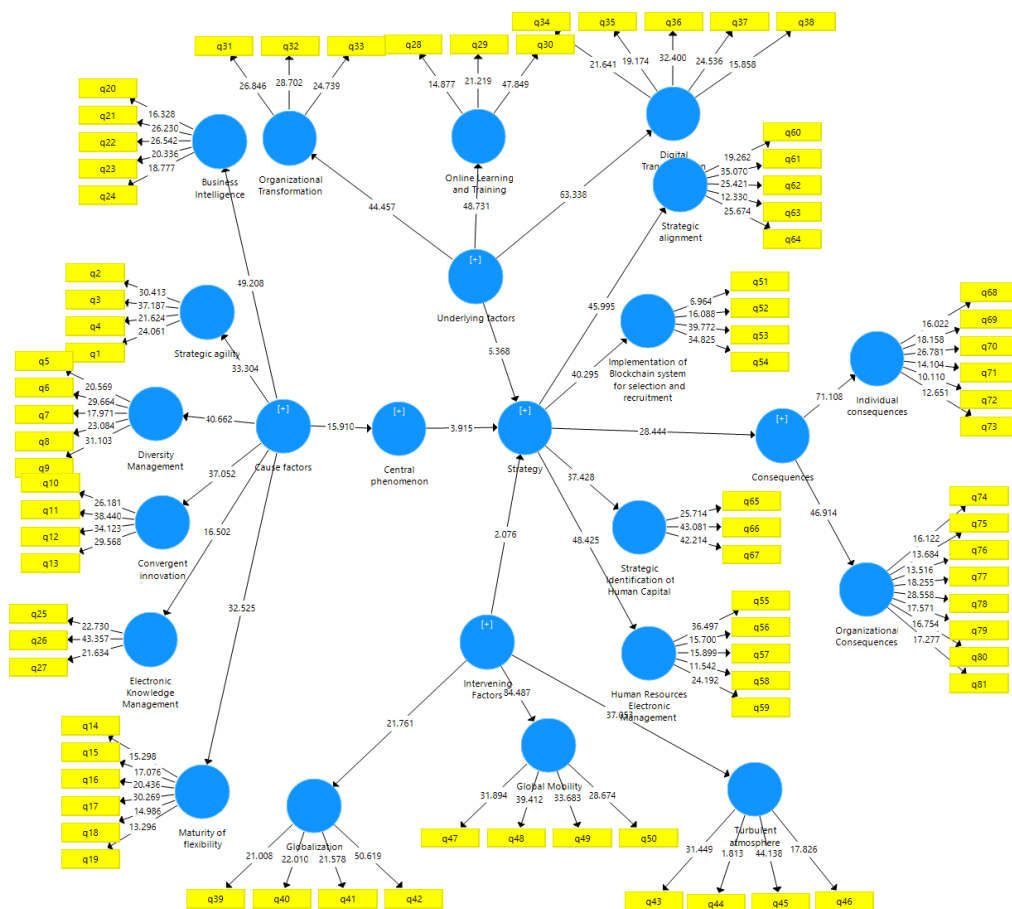 q34
q35
q36
q37
q38
q31
q32
q33
q28
q29
q30
21.641
19.174
32.400
24.536
15.858
26.846
28.702
24.739
14.877
21.219
47.849
q20
q21
q22
q23
q24
16.328
26.230
26.542
20.336
18.777
Business
Intelligence
Organizational
Transformation
Online Learning
and Training
Digital
q60
q61
q62
q63
q64
19.262
35.070
25.421
12.330
25.674
Strategic
alignment
44.457
48.731
63.338
49.208
[+]
Underlying factors
45.995
q2
q3
q4
q1
30.413
37.187
21.624
24.061
Strategic agility
33.304
q51
q52
q53
q54
6.964
16.088
39.772
34.825
Implementation of
Blockchain system
for selection and
recruitment
40.295
q68
q69
q70
q71
q72
q73
16.022
18.158
26.781
14.104
10.110
12.651
Individual
consequences
71.108
q5
q6
q7
q8
q9
20.569
29.664
17.971
23.084
31.103
Diversity
Management
40.662
[+]
Cause factors
15.910
[+]
Central
phenomenon
3.915
[+]
Strategy
28.444
[+]
Consequences
46.914
q10
q11
q12
q13
26.181
38.440
34.123
29.568
Convergent
innovation
37.052
16.502
37.428
q65
q66
q67
25.714
43.081
42.214
Strategic
Identification of
Human Capital
48.425
2.076
q74
q75
q76
q77
q78
q79
q80
q81
16.122
13.684
13.516
18.255
28.558
17.571
16.754
17.277
Organizational
Consequences
q25
q26
q27
22.730
43.357
21.634
Electronic
Knowledge
Management
32.525
[+]
Intervening
Factors
q55
q56
q57
q58
q59
36.497
15.700
15.899
11.542
24.192
Human Resources
Electronic
Management
21.761
q14
q15
q16
q17
q18
q19
15.298
17.076
20.436
30.269
14.986
13.296
Maturity of
flexibility
Globalization
21.008
22.010
21.578
50.619
q39
q40
q41
q42
Global Mobility
31.894
39.412
33.683
28.674
q47
q48
q49
q50
Turbulent
atmosphere
31.449
1.813
44.138
17.826
q43
q44
q45
q46